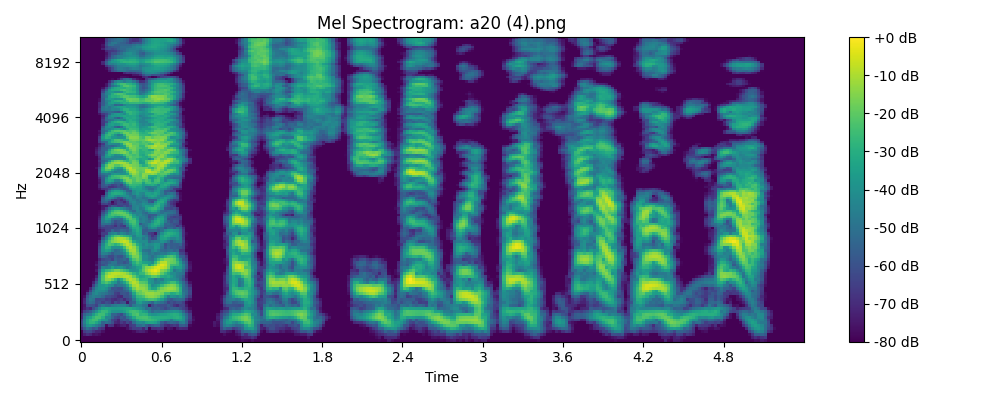 Mel Spectrogram: a20 (4).png
+0 dB
8192
-10 dB
4096
-20 dB
-30 dB
2048
Hz
-40 dB
1024
-50 dB
512
-60 dB
-70 dB
0
-80 dB
0 0.6 1.2 1.8 2.4 3 3.6 4.2 4.8
Time